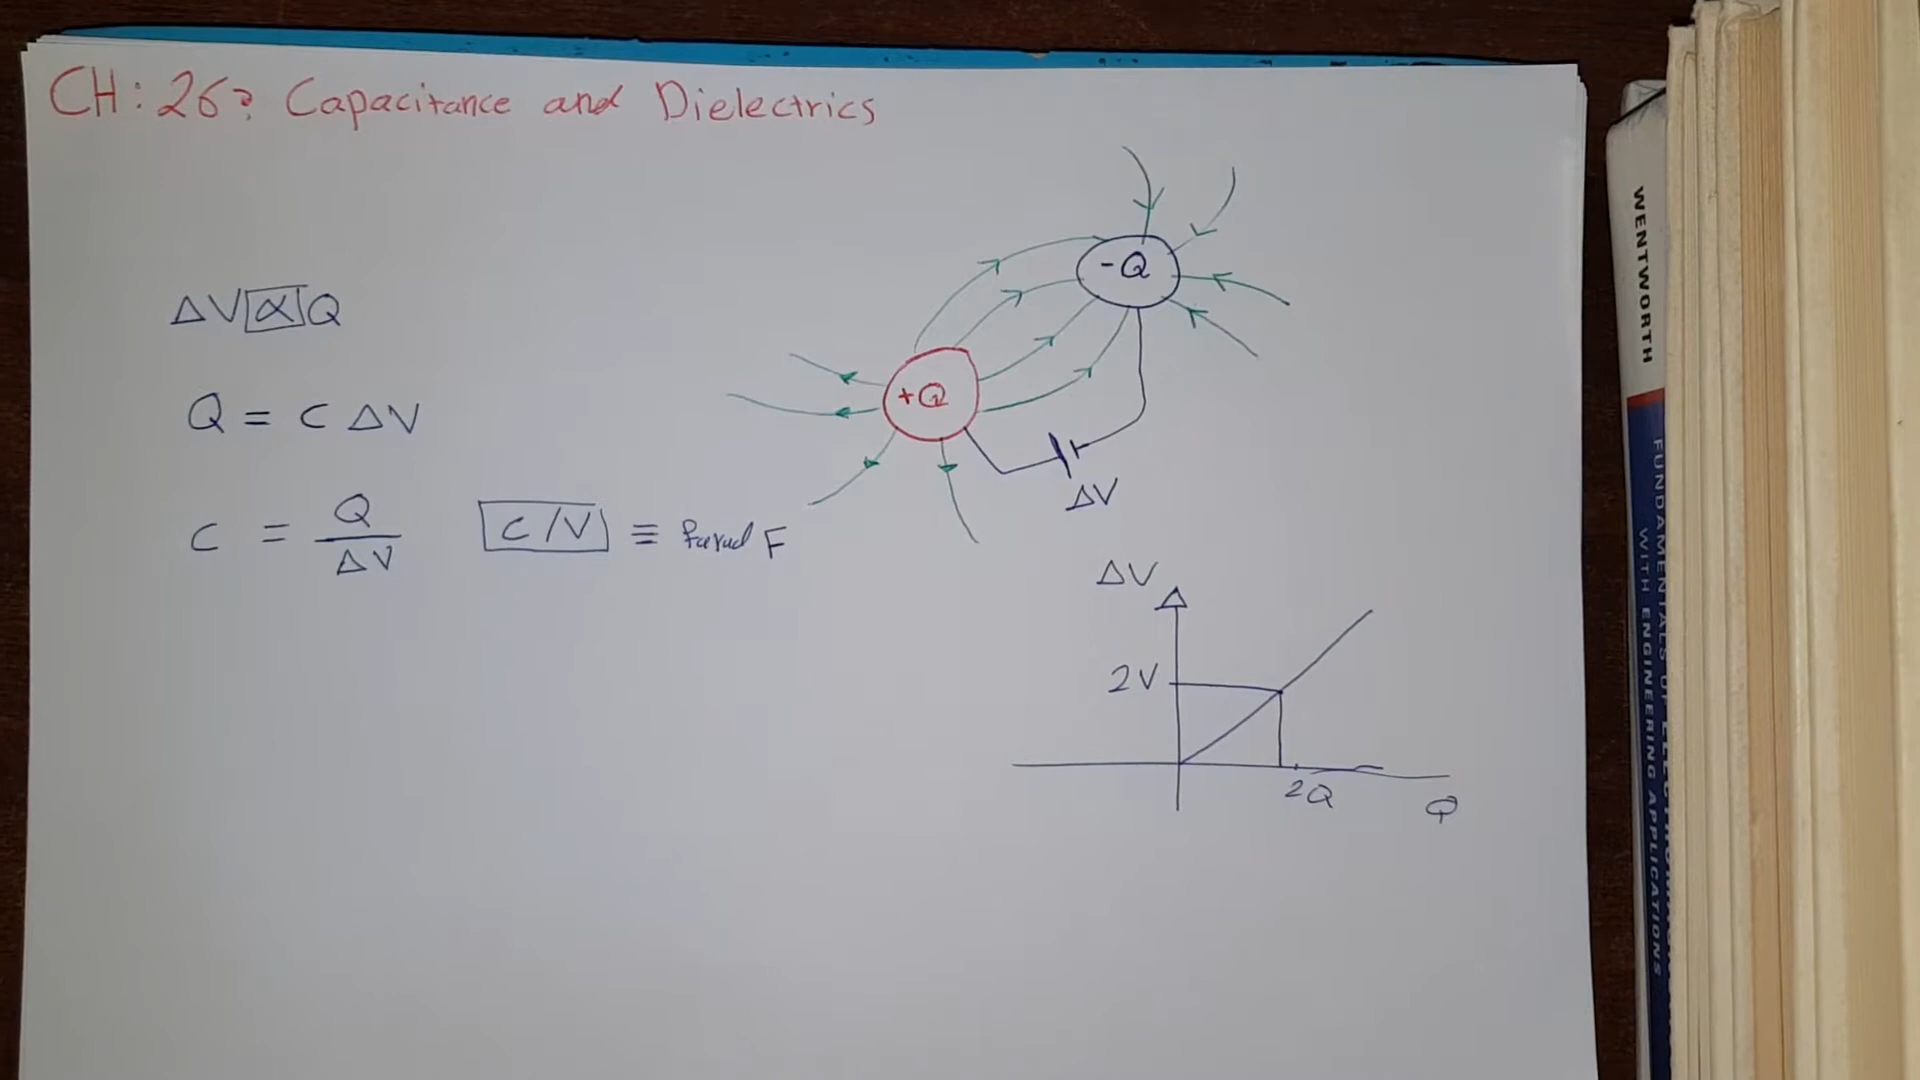 CH: 26: Capacitance and Dielectrics
-Q
ΔV ∝ Q
+Q
Q = C ΔV
ΔV
C = Q / ΔV C/V ≡ farad F
ΔV
2V
2Q
Q
WENTWORTH
FUNDAMENTALS OF ELECTROMAGNETICS
WITH ENGINEERING APPLICATIONS